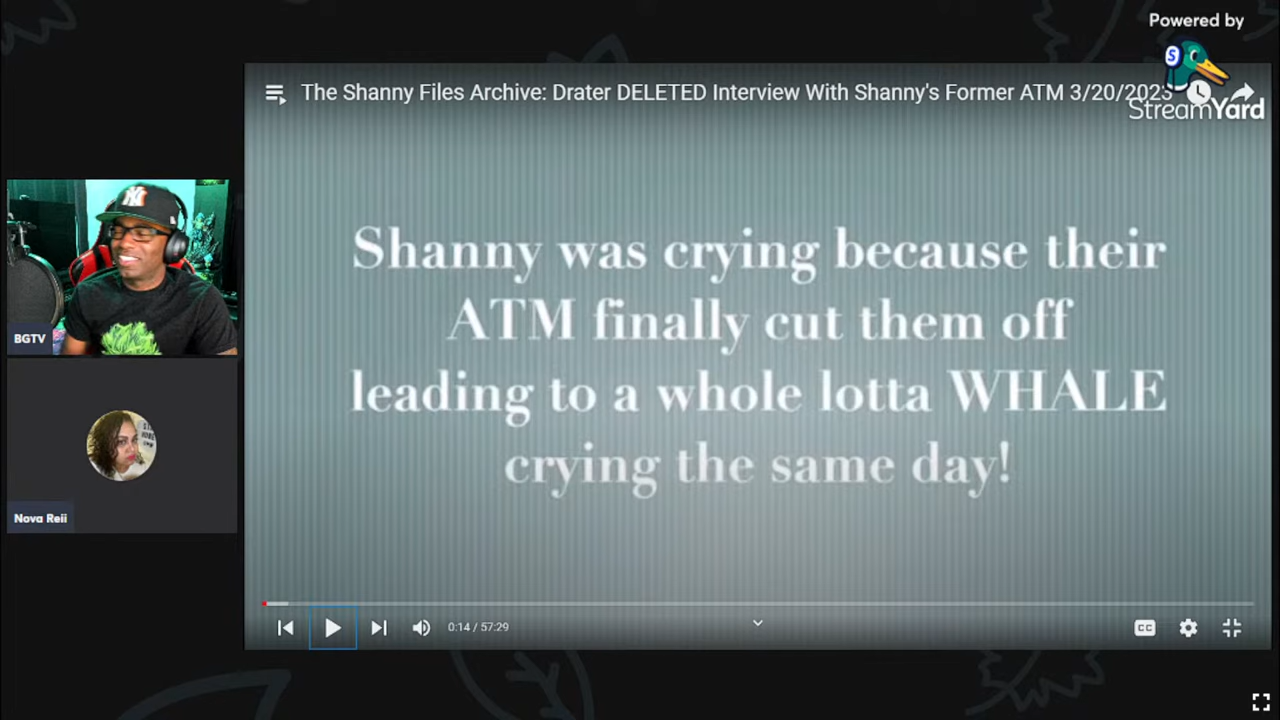 Powered by
StreamYard
The Shanny Files Archive: Drater DELETED Interview With Shanny's Former ATM 3/20/2023
Shanny was crying because their
ATM finally cut them off
leading to a whole lotta WHALE
crying the same day!
NY
BGTV
Nova Reii
0:14 / 57:29
CC